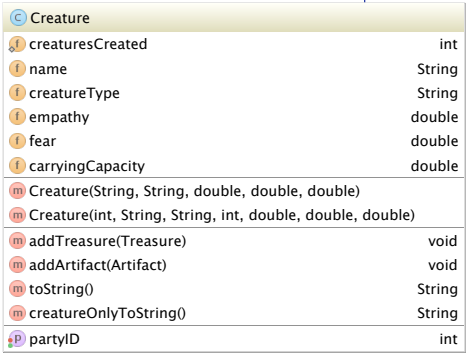 C Creature
f creaturesCreated int
f name String
f creatureType String
f empathy double
f fear double
f carryingCapacity double
m Creature(String, String, double, double, double)
m Creature(int, String, String, int, double, double, double)
m addTreasure(Treasure) void
m addArtifact(Artifact) void
m toString() String
m creatureOnlyToString() String
p partyID int